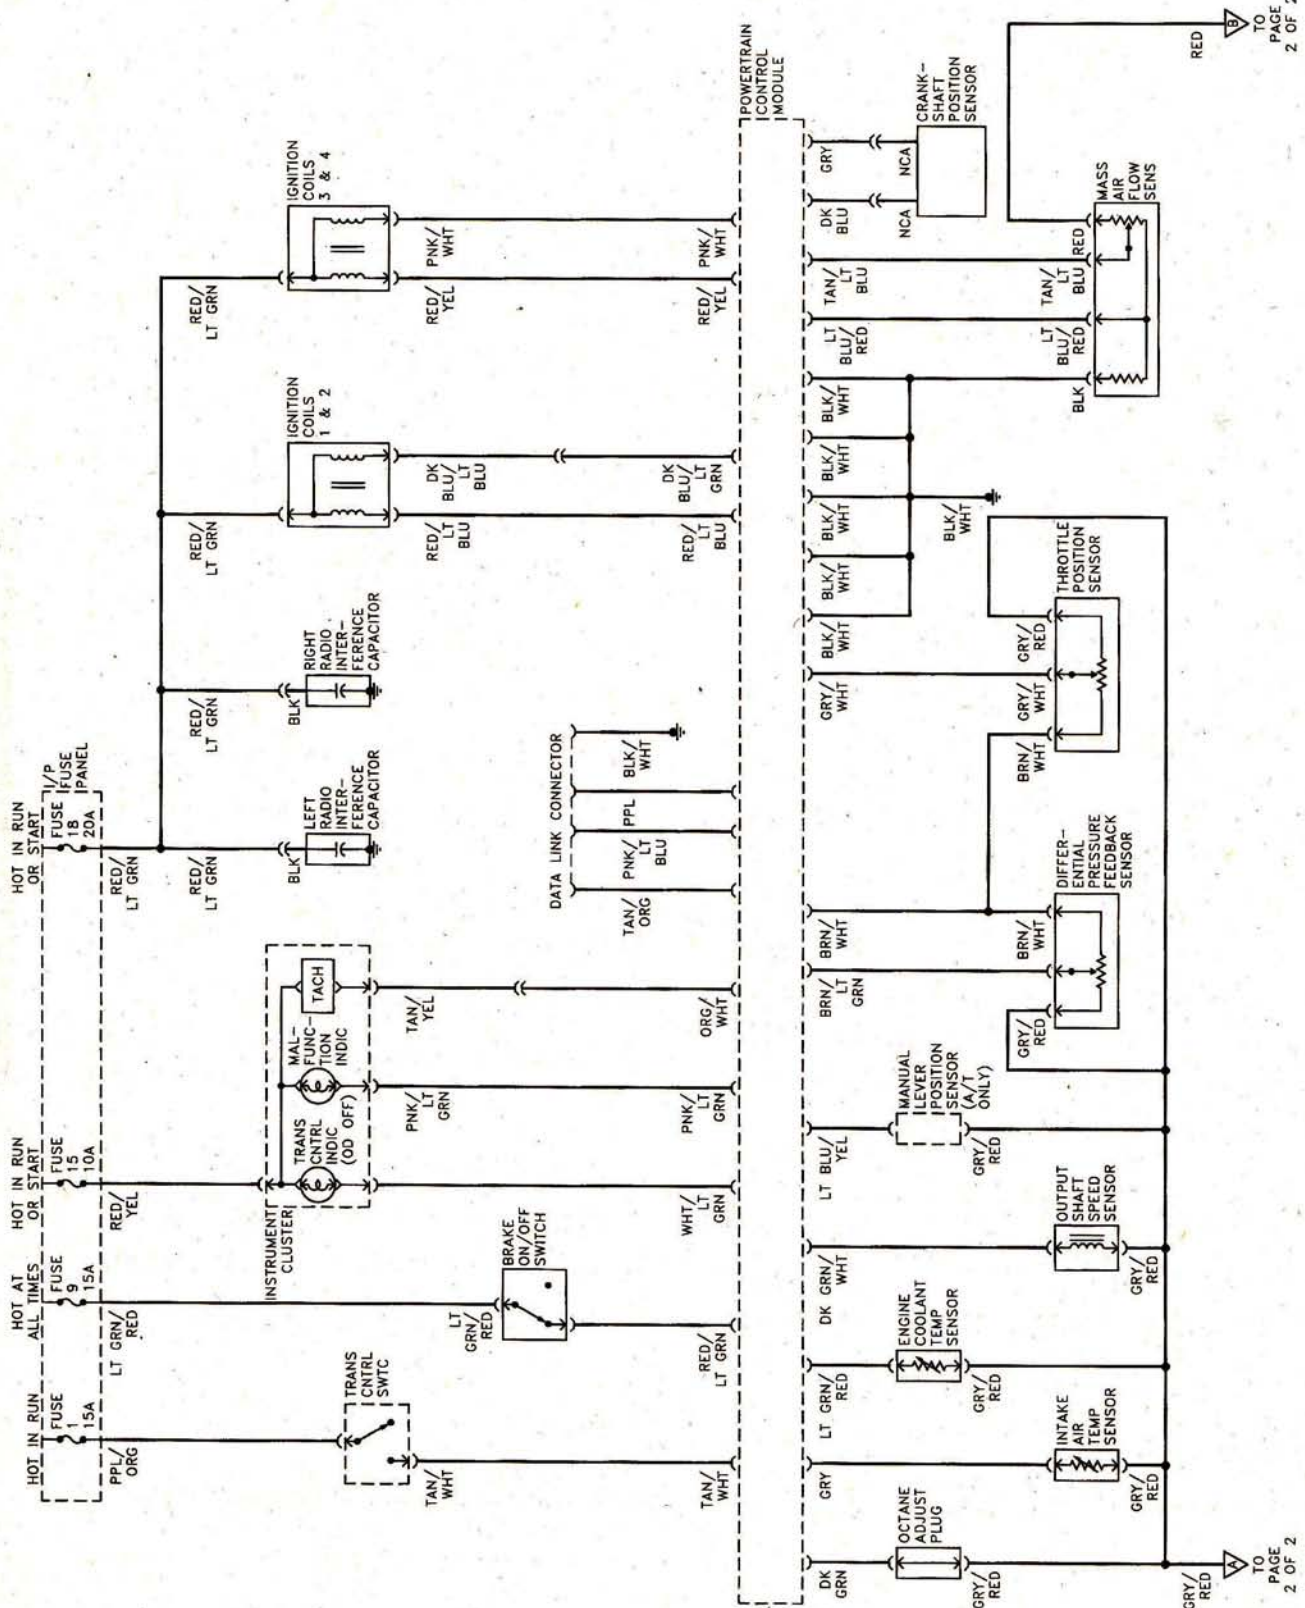 HOT IN RUN
FUSE
1
15A
PPL/
ORG
HOT AT
ALL TIMES
FUSE
9
15A
LT GRN/
RED
HOT IN RUN
OR START
FUSE
15
10A
RED/
YEL
HOT IN RUN
OR START
FUSE
18
20A
I/P
FUSE
PANEL
RED/
LT GRN
RED/
LT GRN
RED/
LT GRN
RED/
LT GRN
RED/
LT GRN
TRANS
CNTRL
SWTC
TAN/
WHT
TAN/
WHT
LT
GRN/
RED
BRAKE
ON/OFF
SWITCH
RED/
LT GRN
INSTRUMENT
CLUSTER
TRANS
CNTRL
INDIC
(OD OFF)
MAL-
FUNC-
TION
INDIC
TACH
WHT/
LT
GRN
PNK/
LT
GRN
PNK/
LT
GRN
TAN/
YEL
ORG/
WHT
BLK
LEFT
RADIO
INTER-
FERENCE
CAPACITOR
BLK
RIGHT
RADIO
INTER-
FERENCE
CAPACITOR
DATA LINK CONNECTOR
TAN/
ORG
PNK/
LT
BLU
PPL
BLK/
WHT
IGNITION
COILS
1 & 2
RED/
LT
BLU
DK
BLU/
LT
BLU
RED/
LT
BLU
DK
BLU/
LT
GRN
IGNITION
COILS
3 & 4
RED/
YEL
PNK/
WHT
RED/
YEL
PNK/
WHT
POWERTRAIN
CONTROL
MODULE
DK
GRN
OCTANE
ADJUST
PLUG
GRY/
RED
GRY
INTAKE
AIR
TEMP
SENSOR
GRY/
RED
LT GRN/
RED
ENGINE
COOLANT
TEMP
SENSOR
GRY/
RED
DK GRN/
WHT
OUTPUT
SHAFT
SPEED
SENSOR
GRY/
RED
LT BLU/
YEL
MANUAL
LEVER
POSITION
SENSOR
(A/T
ONLY)
GRY/
RED
BRN/
LT
GRN
BRN/
WHT
GRY/
RED
BRN/
WHT
DIFFER-
ENTIAL
PRESSURE
FEEDBACK
SENSOR
GRY/
WHT
BRN/
WHT
GRY/
WHT
GRY/
RED
THROTTLE
POSITION
SENSOR
BLK/
WHT
BLK/
WHT
BLK/
WHT
BLK/
WHT
BLK/
WHT
BLK/
WHT
LT
BLU/
RED
TAN/
LT
BLU
BLK
LT
BLU/
RED
TAN/
LT
BLU
RED
MASS
AIR
FLOW
SENS
DK
BLU
GRY
NCA
NCA
CRANK-
SHAFT
POSITION
SENSOR
RED
B
TO
PAGE
2 OF 2
GRY/
RED
A
TO
PAGE
2 OF 2